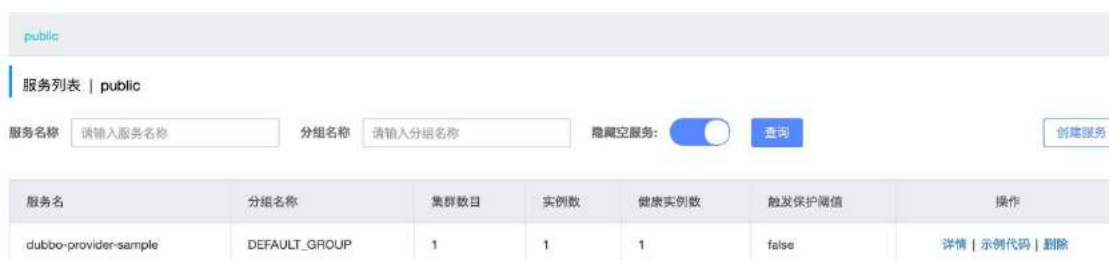 public
服务列表 | public
服务名称 请输入服务名称 分组名称 请输入分组名称 隐藏空服务: 查询 创建服务
服务名 分组名称 集群数目 实例数 健康实例数 触发保护阈值 操作
dubbo-provider-sample DEFAULT_GROUP 1 1 1 false 详情 | 示例代码 | 删除